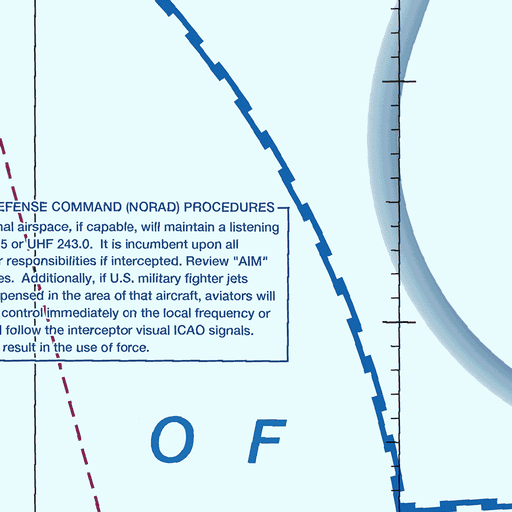 EFENSE COMMAND (NORAD) PROCEDURES
nal airspace, if capable, will maintain a listening
5 or UHF 243.0. It is incumbent upon all
r responsibilities if intercepted. Review "AIM"
es. Additionally, if U.S. military fighter jets
pensed in the area of that aircraft, aviators will
control immediately on the local frequency or
l follow the interceptor visual ICAO signals.
result in the use of force.
O F